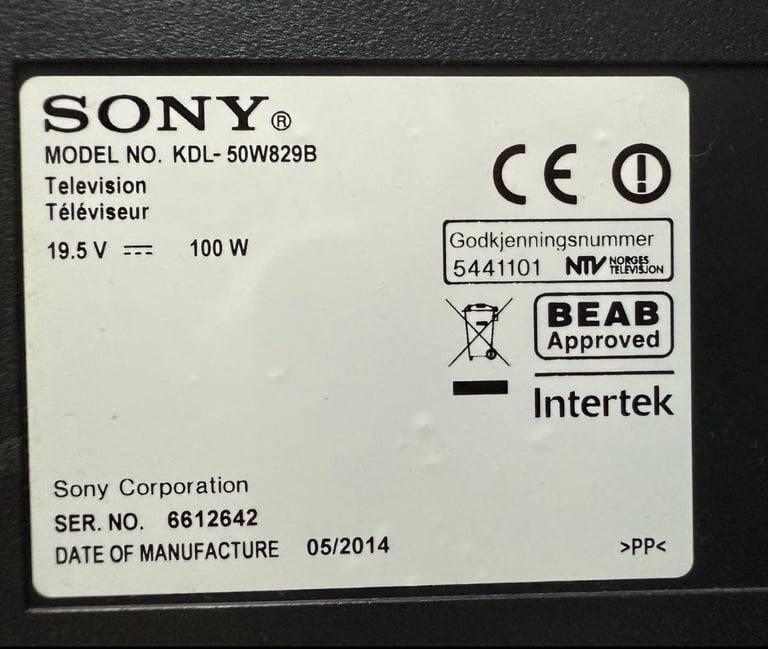 SONY®
MODEL NO. KDL-50W829B
Television
Téléviseur
19.5 V ⎓ 100 W
CE
Godkjenningsnummer
5441101 NTV NORGES TELEVISJON
BEAB
Approved
Intertek
Sony Corporation
SER. NO. 6612642
DATE OF MANUFACTURE 05/2014
>PP<